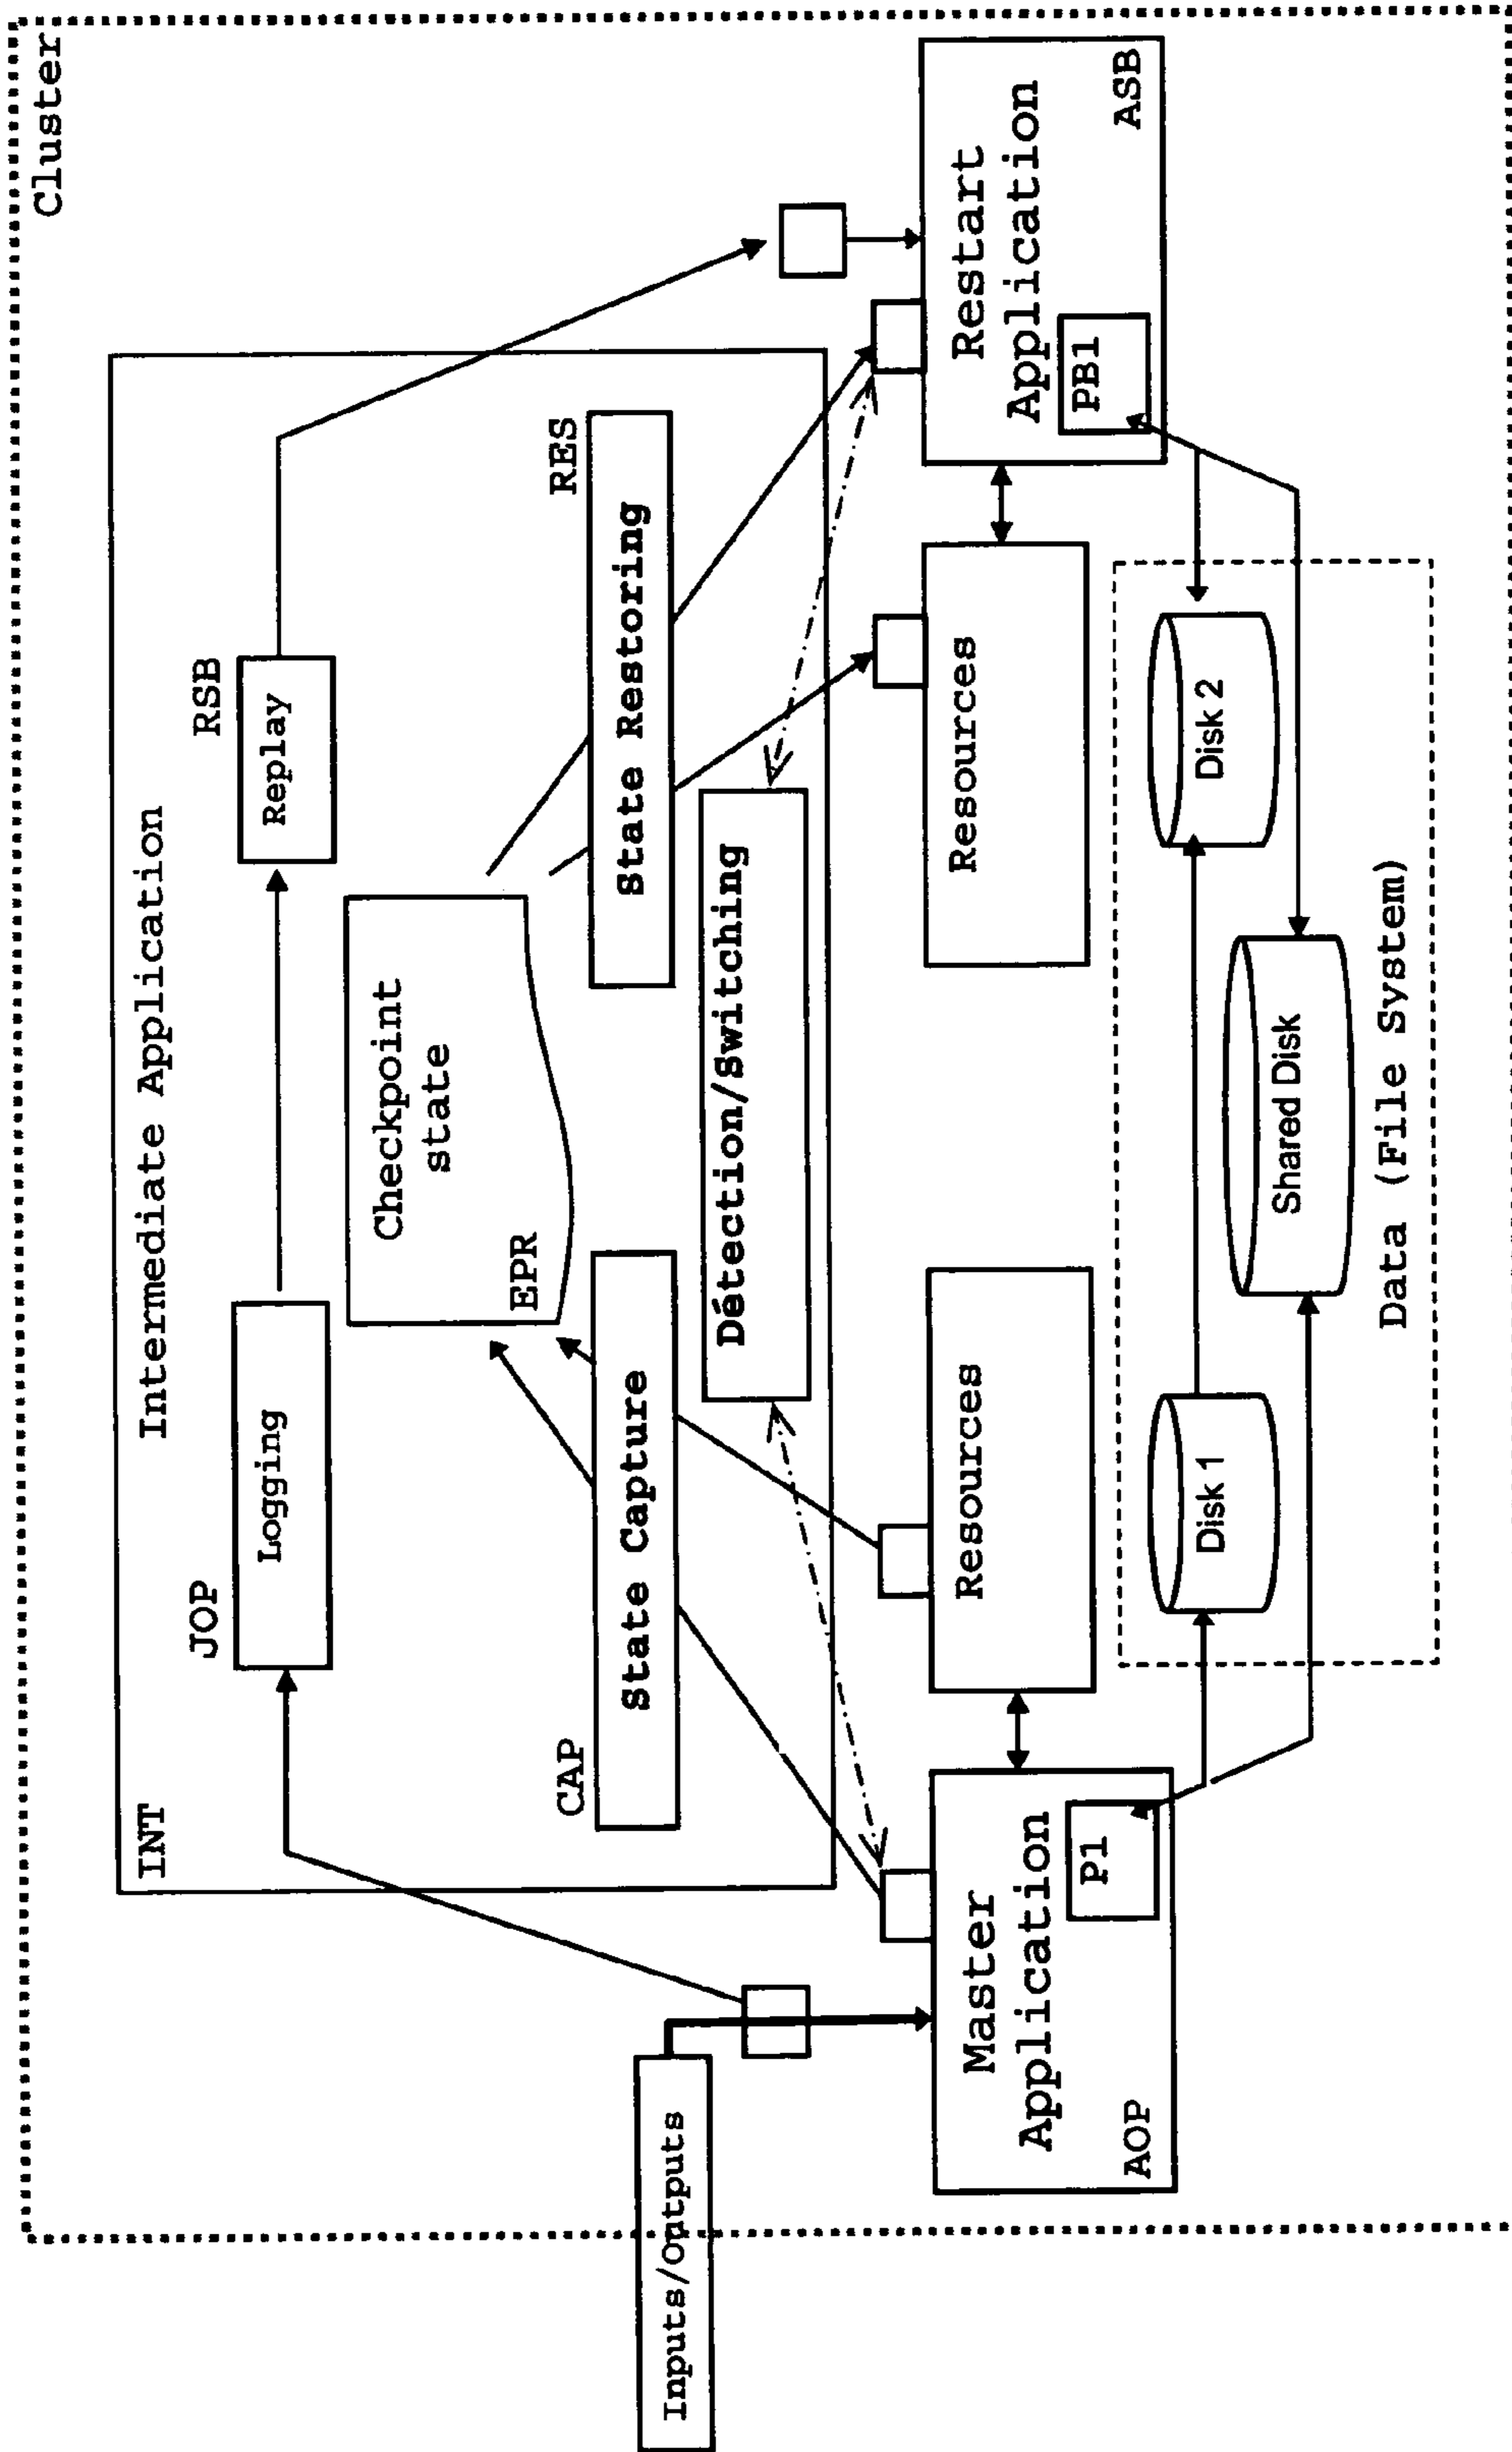 Cluster
INT
Intermediate Application
JOP
Logging
RSB
Replay
Checkpoint
state
EPR
CAP
State Capture
RES
State Restoring
Détection/Switching
Inputs/Outputs
Master
Application
P1
AOP
Resources
Resources
Restart
Application
PB1
ASB
Disk 1
Disk 2
Shared Disk
Data (File System)